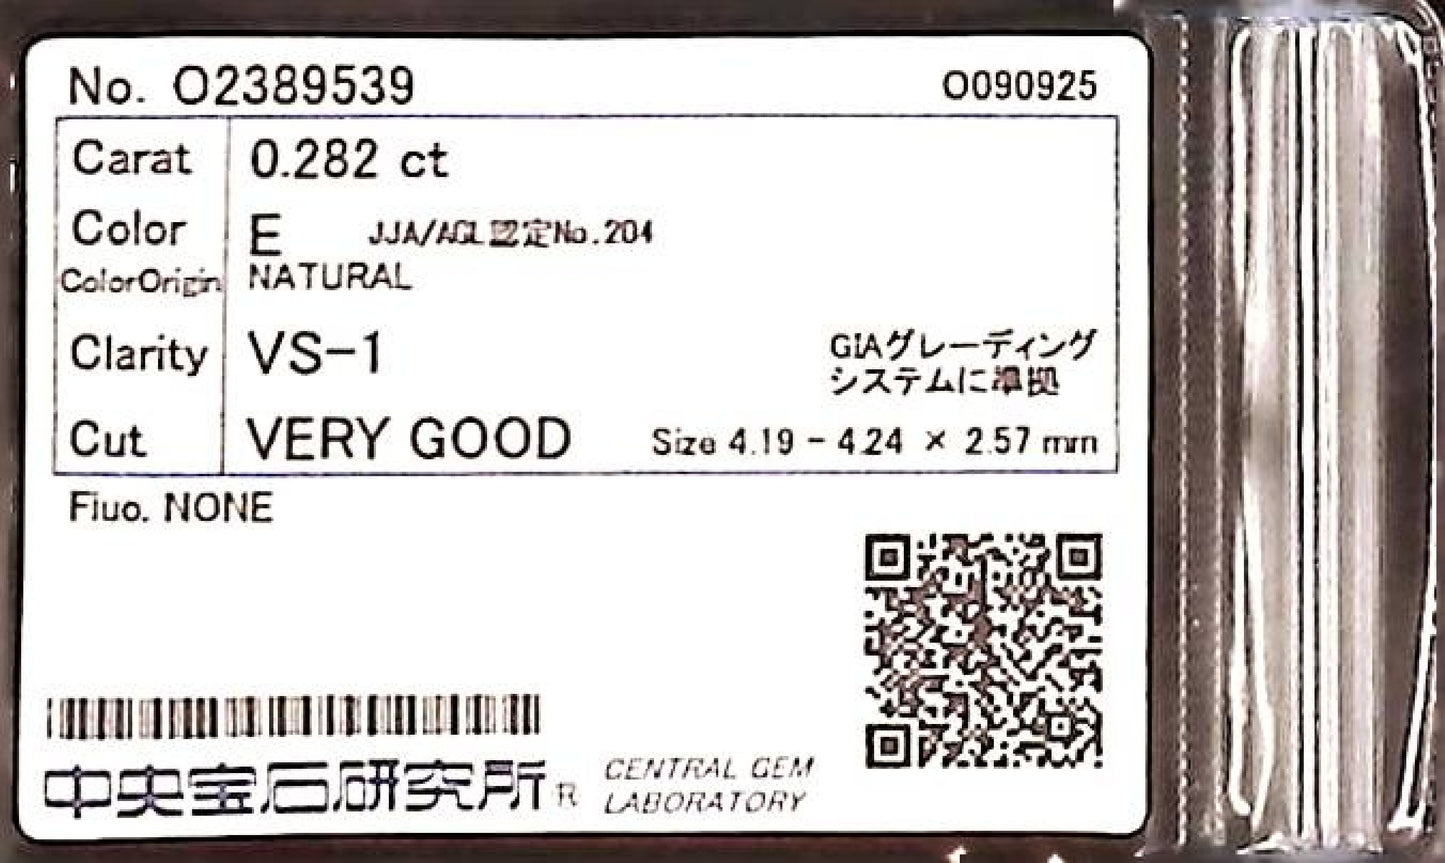 No. O2389539 O090925
Carat 0.282 ct
Color E JJA/AGL認定No.204
ColorOrigin NATURAL
Clarity VS-1 GIAグレーディング
システムに準拠
Cut VERY GOOD Size 4.19 - 4.24 × 2.57 mm
Fluo. NONE
中央宝石研究所® CENTRAL GEM
LABORATORY